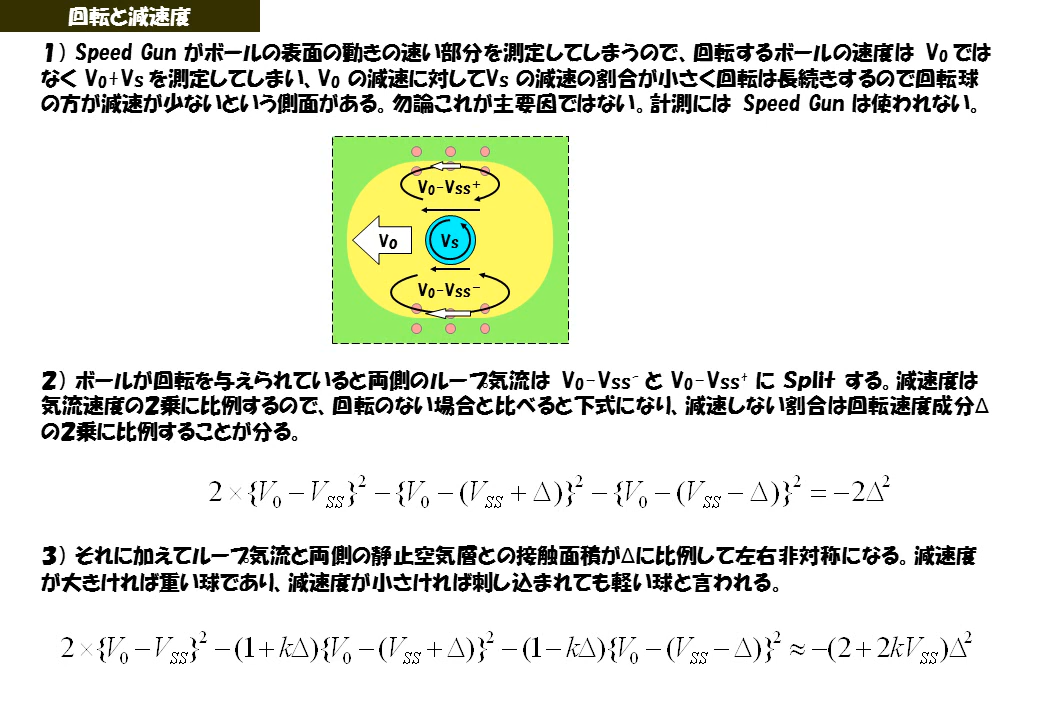 回転と減速度
1) Speed Gun がボールの表面の動きの速い部分を測定してしまうので、回転するボールの速度は V₀ では
なく V₀+Vs を測定してしまい、V₀ の減速に対してVs の減速の割合が小さく回転は長続きするので回転球
の方が減速が少ないという側面がある。勿論これが主要因ではない。計測には Speed Gun は使われない。
V₀-Vss⁺
V₀
Vs
V₀-Vss⁻
2) ボールが回転を与えられていると両側のループ気流は V₀-Vss⁻ と V₀-Vss⁺ に Split する。減速度は
気流速度の2乗に比例するので、回転のない場合と比べると下式になり、減速しない割合は回転速度成分Δ
の2乗に比例することが分る。
2×{V₀−V_SS}²−{V₀−(V_SS+Δ)}²−{V₀−(V_SS−Δ)}²=−2Δ²
3) それに加えてループ気流と両側の静止空気層との接触面積がΔに比例して左右非対称になる。減速度
が大きければ重い球であり、減速度が小さければ刺し込まれても軽い球と言われる。
2×{V₀−V_SS}²−(1+kΔ){V₀−(V_SS+Δ)}²−(1−kΔ){V₀−(V_SS−Δ)}²≈−(2+2kV_SS)Δ²